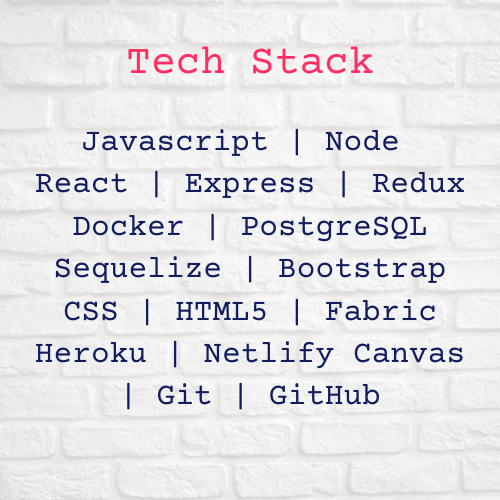 Tech Stack
Javascript | Node
React | Express | Redux
Docker | PostgreSQL
Sequelize | Bootstrap
CSS | HTML5 | Fabric
Heroku | Netlify Canvas
| Git | GitHub